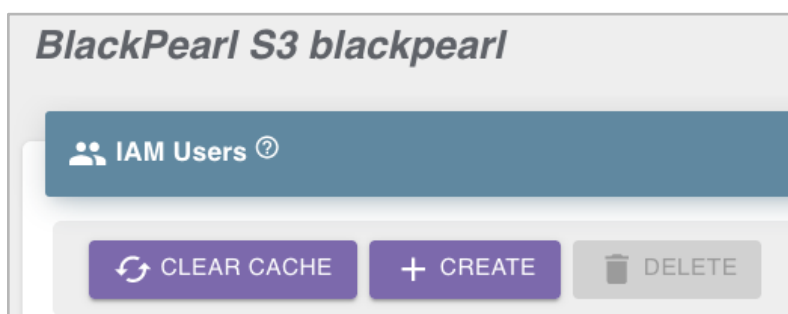 BlackPearl S3 blackpearl
IAM Users ?
CLEAR CACHE + CREATE DELETE